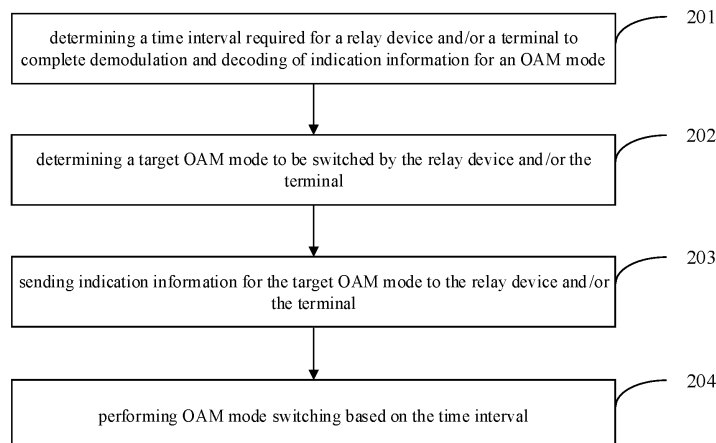 201
determining a time interval required for a relay device and/or a terminal to
complete demodulation and decoding of indication information for an OAM mode
202
determining a target OAM mode to be switched by the relay device and/or the
terminal
203
sending indication information for the target OAM mode to the relay device and/or
the terminal
204
performing OAM mode switching based on the time interval